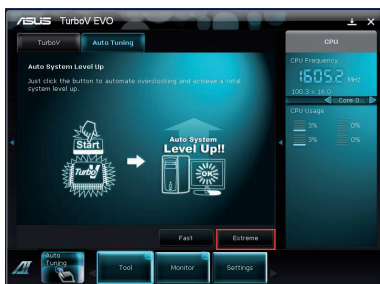 ASUS TurboV EVO
TurboV
Auto Tuning
CPU
Auto System Level Up
Just click the button to automate overclocking and achieve a total
system level up.
CPU Frequency
1605.2 MHz
100.3 x 16.0
Core 0
CPU Usage
3%
0%
3%
0%
Start
Turbo
Auto System
Level Up!!
OK
Fast
Extreme
Auto
Tuning
Tool
Monitor
Settings